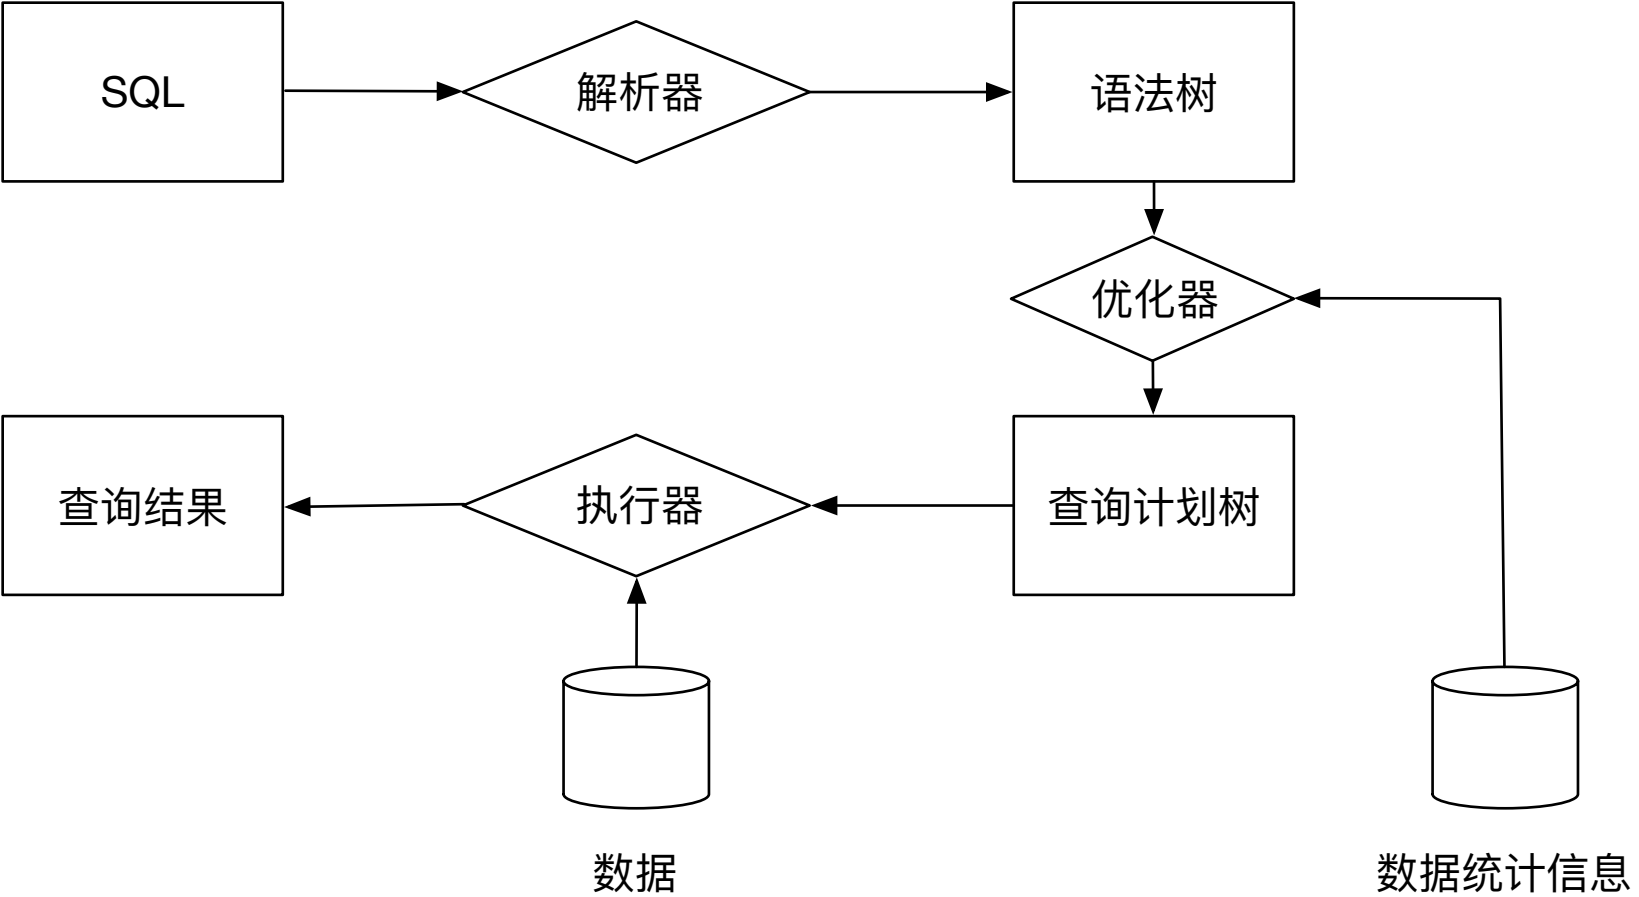 SQL
解析器
语法树
优化器
查询结果
执行器
查询计划树
数据
数据统计信息